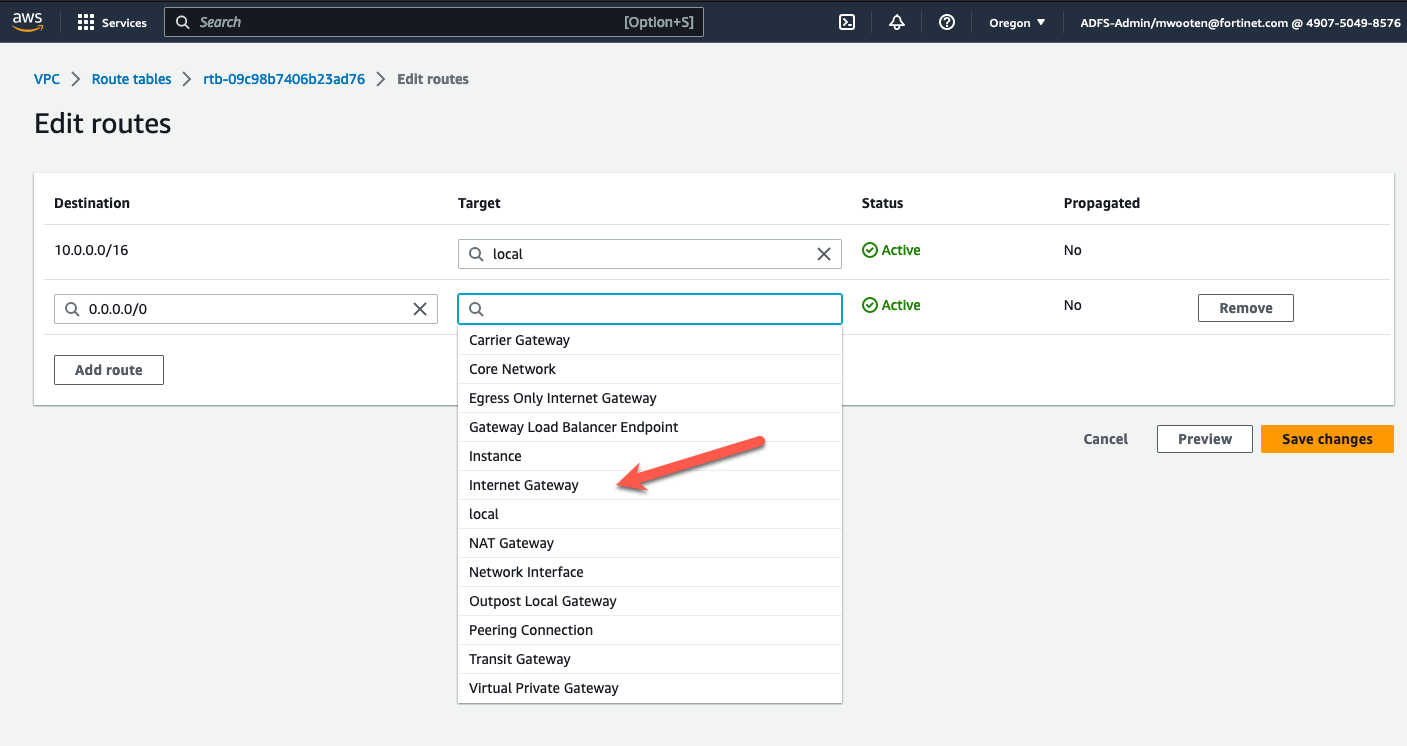 aws Services Search [Option+S] Oregon ADFS-Admin/mwooten@fortinet.com @ 4907-5049-8576
VPC > Route tables > rtb-09c98b7406b23ad76 > Edit routes
Edit routes
Destination Target Status Propagated
10.0.0.0/16 local Active No
0.0.0.0/0 Active No Remove
Carrier Gateway
Add route
Core Network
Egress Only Internet Gateway
Gateway Load Balancer Endpoint
Cancel Preview Save changes
Instance
Internet Gateway
local
NAT Gateway
Network Interface
Outpost Local Gateway
Peering Connection
Transit Gateway
Virtual Private Gateway